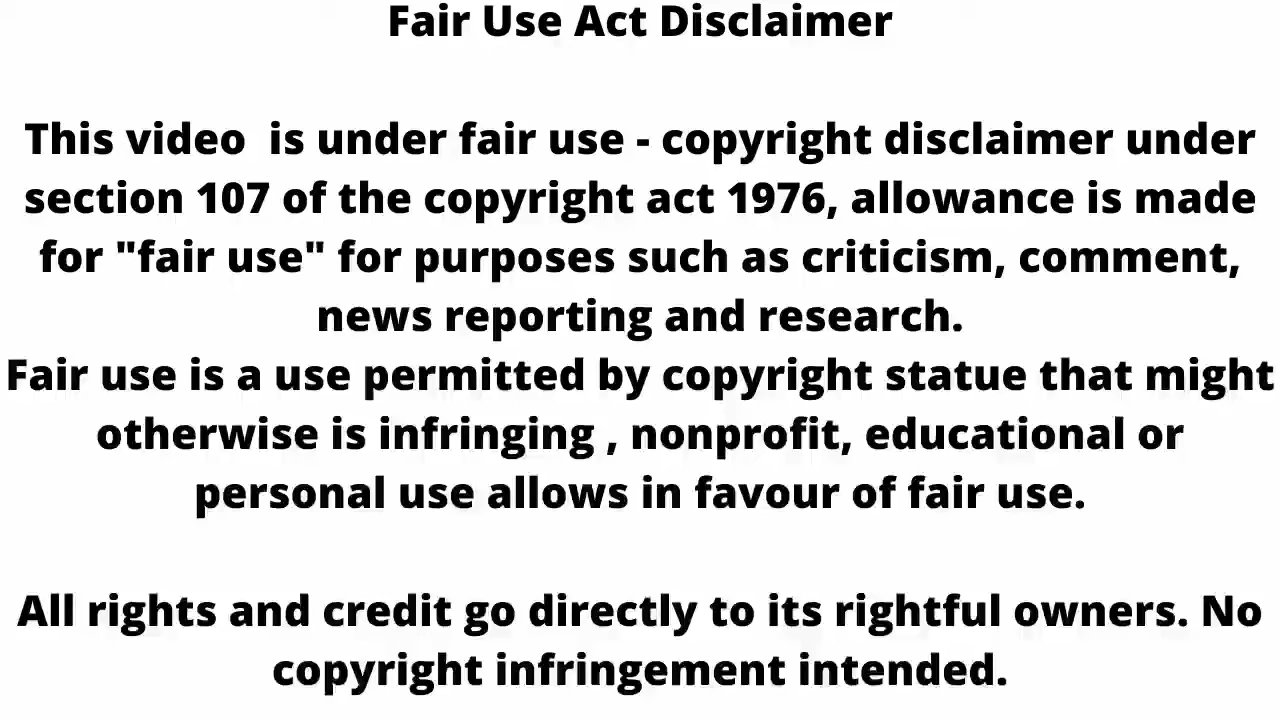 Fair Use Act Disclaimer
This video  is under fair use - copyright disclaimer under
section 107 of the copyright act 1976, allowance is made
for "fair use" for purposes such as criticism, comment,
news reporting and research.
Fair use is a use permitted by copyright statue that might
otherwise is infringing , nonprofit, educational or
personal use allows in favour of fair use.
All rights and credit go directly to its rightful owners. No
copyright infringement intended.